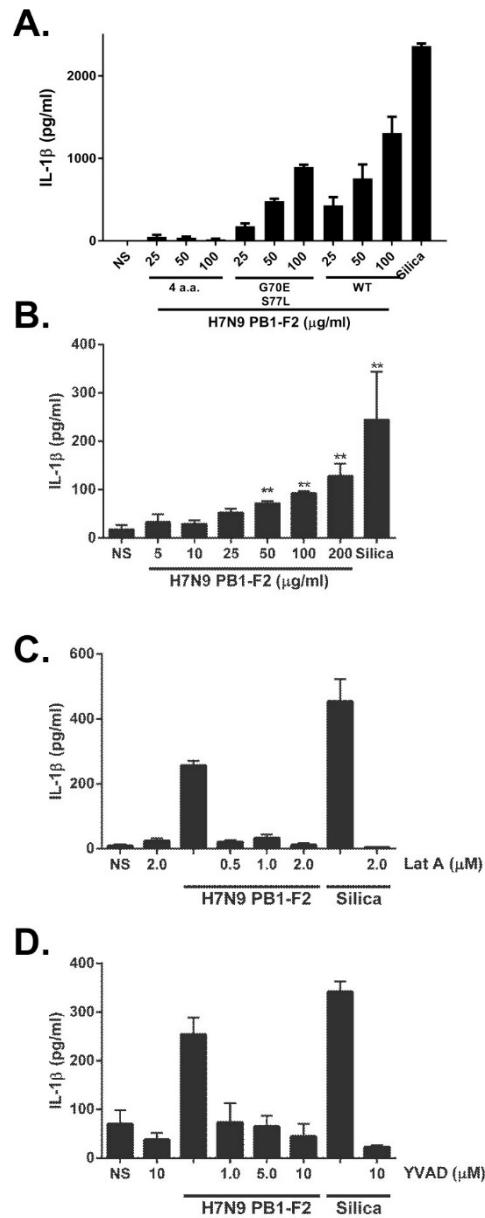 A.
IL-1β (pg/ml)
2000
1000
0
NS 25 50 100 25 50 100 25 50 100 Silica
4 a.a. G70E WT
S77L
H7N9 PB1-F2 (μg/ml)
B.
IL-1β (pg/ml)
400
300
200
100
0
** ** ** **
NS 5 10 25 50 100 200 Silica
H7N9 PB1-F2 (μg/ml)
C.
IL-1β (pg/ml)
600
400
200
0
NS 2.0 0.5 1.0 2.0 2.0 Lat A (μM)
H7N9 PB1-F2 Silica
D.
IL-1β (pg/ml)
400
300
200
100
0
NS 10 1.0 5.0 10 10 YVAD (μM)
H7N9 PB1-F2 Silica